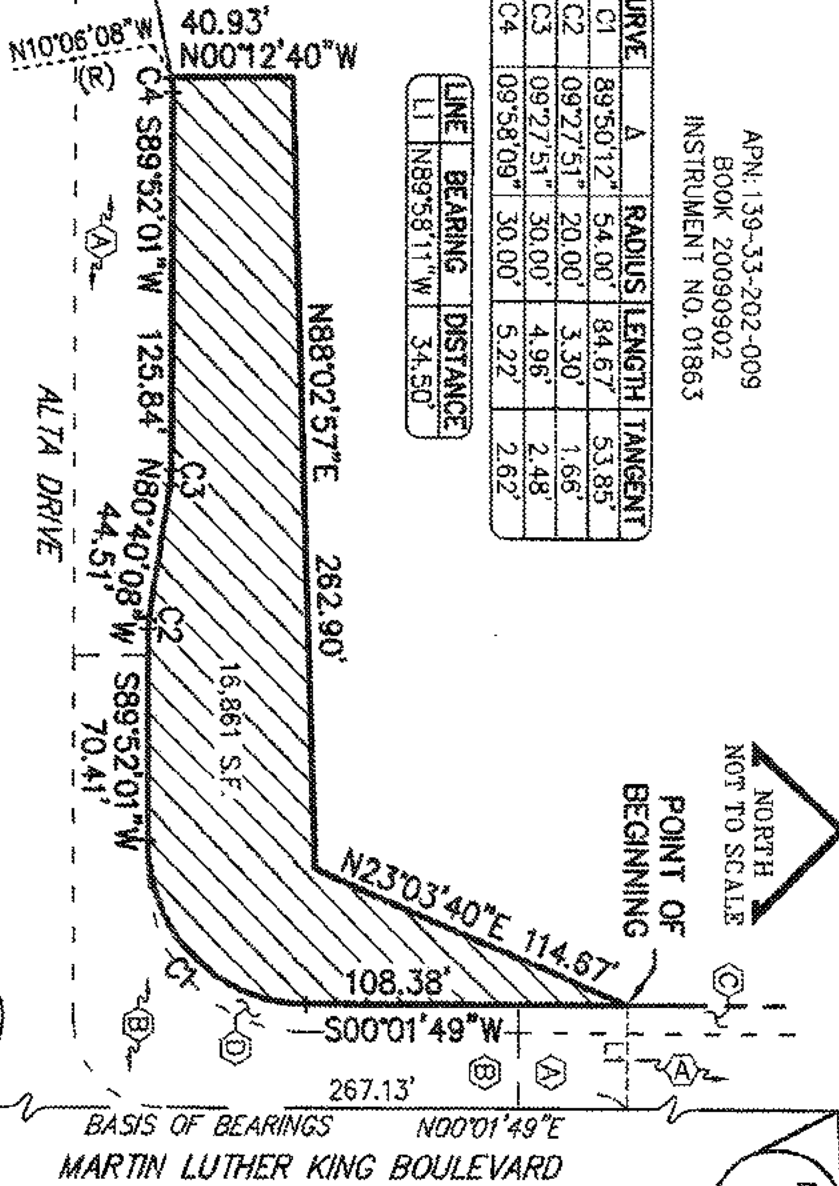 APN: 139-33-202-009
BOOK 20090902
INSTRUMENT NO. 01863
URVE Δ RADIUS LENGTH TANGENT
C1 89°50'12" 54.00' 84.67' 53.85'
C2 09°27'51" 20.00' 3.30' 1.66'
C3 09°27'51" 30.00' 4.96' 2.48'
C4 09°58'09" 30.00' 5.22' 2.62'
LINE BEARING DISTANCE
L1 N89°58'11"W 34.50'
NORTH
NOT TO SCALE
POINT OF
BEGINNING
40.93'
N00°12'40"W
N10°06'08"W
(R)
C4 S89°52'01"W 125.84'
C3
N80°40'08"W
44.51'
C2
S89°52'01"W
70.41'
C1
N88°02'57"E 262.90'
16,861 S.F.
N23°03'40"E 114.67'
108.38'
S00°01'49"W
L1
A
A
B
C
D
B
A
267.13'
BASIS OF BEARINGS N00°01'49"E
MARTIN LUTHER KING BOULEVARD
ALTA DRIVE